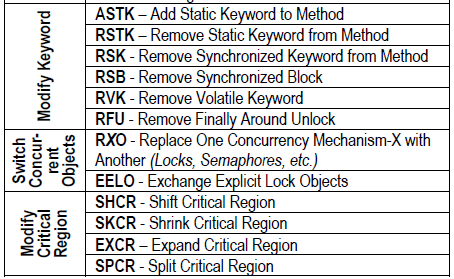 Modify Keyword
ASTK – Add Static Keyword to Method
RSTK – Remove Static Keyword from Method
RSK - Remove Synchronized Keyword from Method
RSB - Remove Synchronized Block
RVK - Remove Volatile Keyword
RFU - Remove Finally Around Unlock
Switch
Concur-
rent
Objects
RXO - Replace One Concurrency Mechanism-X with
Another (Locks, Semaphores, etc.)
EELO - Exchange Explicit Lock Objects
Modify
Critical
Region
SHCR - Shift Critical Region
SKCR - Shrink Critical Region
EXCR – Expand Critical Region
SPCR - Split Critical Region